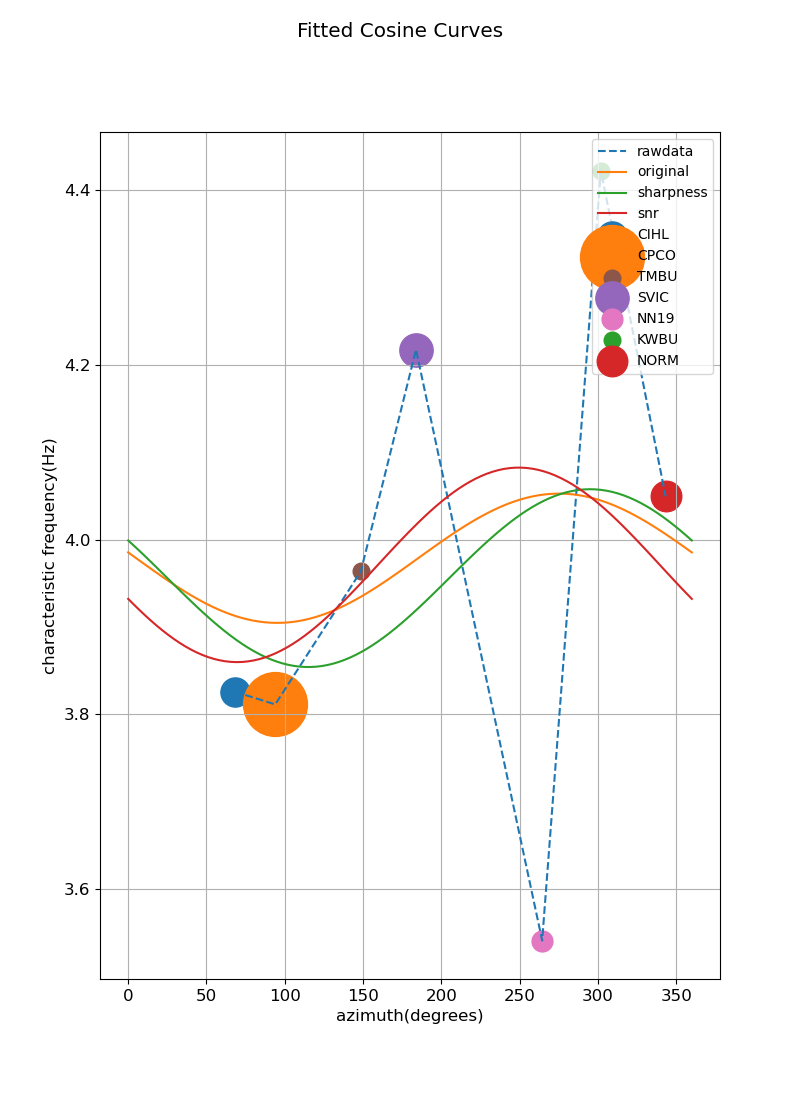 Fitted Cosine Curves
rawdata
original
sharpness
snr
CIHL
CPCO
TMBU
SVIC
NN19
KWBU
NORM
4.4
4.2
4.0
3.8
3.6
characteristic frequency(Hz)
0 50 100 150 200 250 300 350
azimuth(degrees)